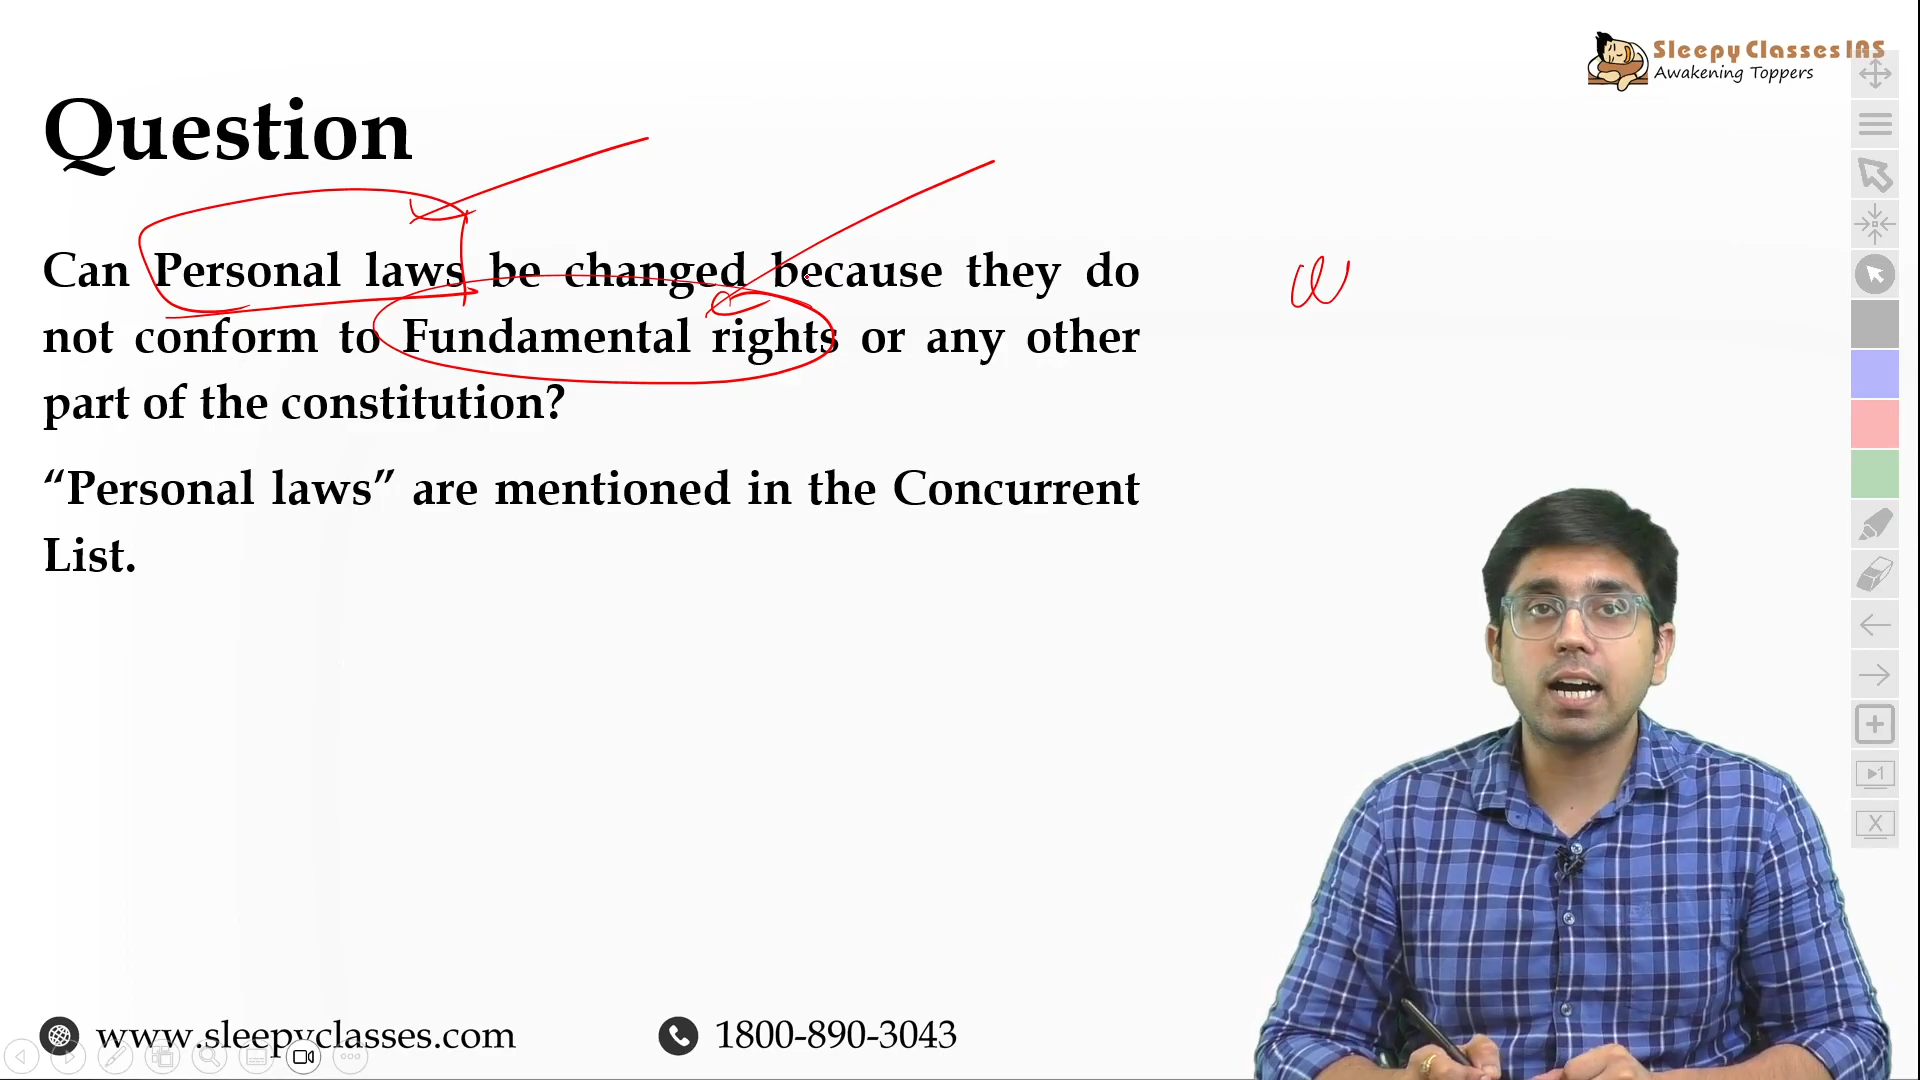 Sleepy Classes IAS
Awakening Toppers
Question
Can Personal laws be changed because they do
not conform to Fundamental rights or any other
part of the constitution?
“Personal laws” are mentioned in the Concurrent
List.
www.sleepyclasses.com
1800-890-3043